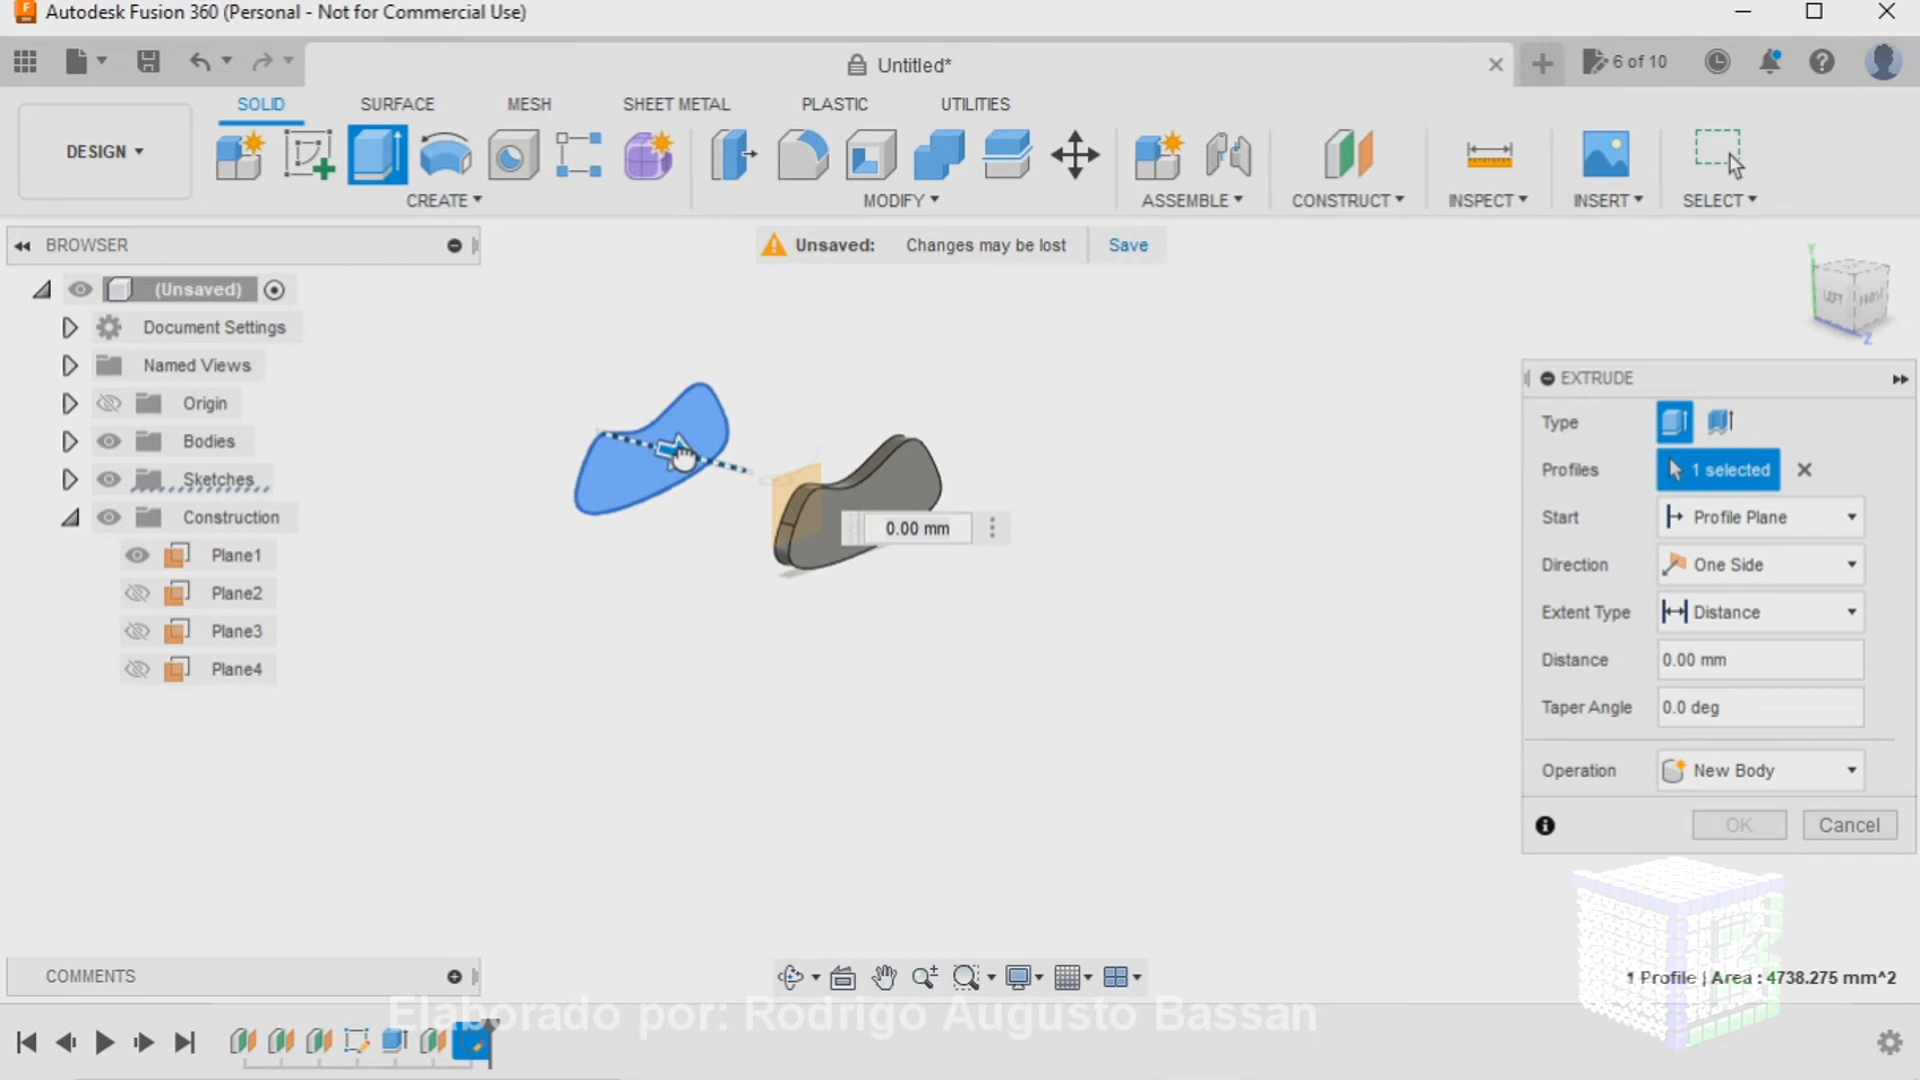 Autodesk Fusion 360 (Personal - Not for Commercial Use)
Untitled*
6 of 10
DESIGN
SOLID
SURFACE
MESH
SHEET METAL
PLASTIC
UTILITIES
CREATE
MODIFY
ASSEMBLE
CONSTRUCT
INSPECT
INSERT
SELECT
BROWSER
Unsaved: Changes may be lost Save
(Unsaved)
Document Settings
Named Views
Origin
Bodies
Sketches
Construction
Plane1
Plane2
Plane3
Plane4
Y
LEFT
FRONT
Z
0.00 mm
EXTRUDE
Type
Profiles 1 selected
Start Profile Plane
Direction One Side
Extent Type Distance
Distance 0.00 mm
Taper Angle 0.0 deg
Operation New Body
OK Cancel
COMMENTS
1 Profile | Area : 4738.275 mm^2
Elaborado por: Rodrigo Augusto Bassan